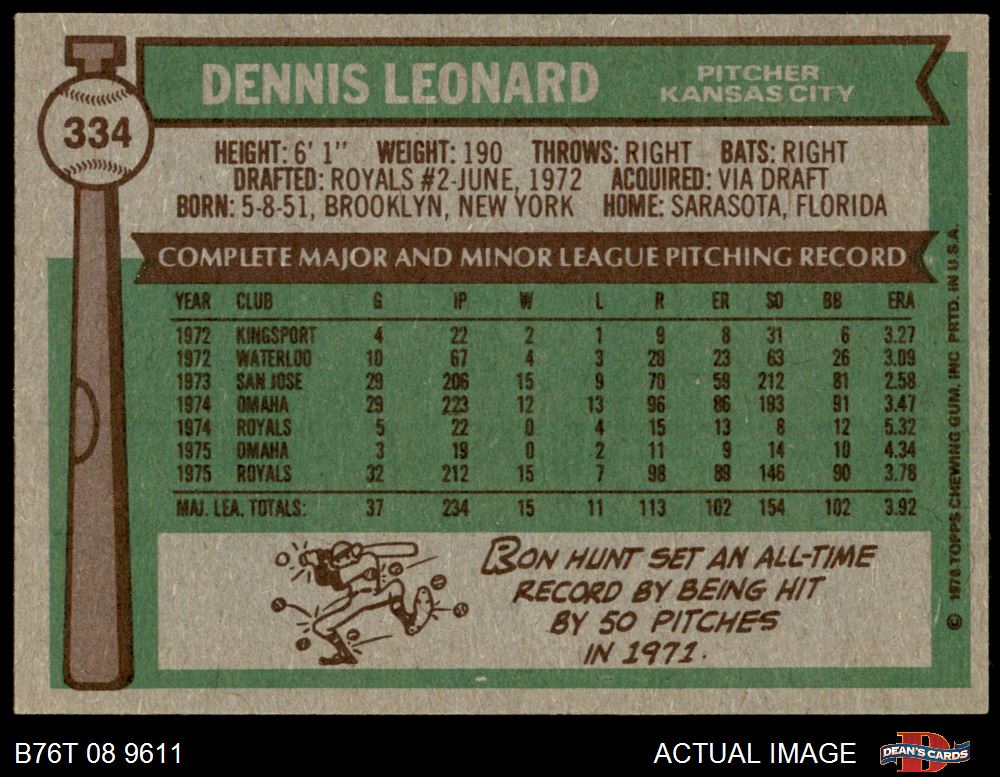 DENNIS LEONARD
PITCHER
KANSAS CITY
334
HEIGHT: 6' 1" WEIGHT: 190 THROWS: RIGHT BATS: RIGHT
DRAFTED: ROYALS #2-JUNE, 1972 ACQUIRED: VIA DRAFT
BORN: 5-8-51, BROOKLYN, NEW YORK HOME: SARASOTA, FLORIDA
COMPLETE MAJOR AND MINOR LEAGUE PITCHING RECORD
YEAR CLUB G IP W L R ER SO BB ERA
1972 KINGSPORT 4 22 2 1 9 8 31 6 3.27
1972 WATERLOO 10 67 4 3 28 23 63 26 3.09
1973 SAN JOSE 29 206 15 9 70 59 212 81 2.58
1974 OMAHA 29 223 12 13 96 86 193 91 3.47
1974 ROYALS 5 22 0 4 15 13 8 12 5.32
1975 OMAHA 3 19 0 2 11 9 14 10 4.34
1975 ROYALS 32 212 15 7 98 89 146 90 3.78
MAJ. LEA. TOTALS: 37 234 15 11 113 102 154 102 3.92
RON HUNT SET AN ALL-TIME
RECORD BY BEING HIT
BY 50 PITCHES
IN 1971.
© 1976 TOPPS CHEWING GUM, INC PRTD. IN U.S.A.
B76T 08 9611
ACTUAL IMAGE
DEAN'S CARDS